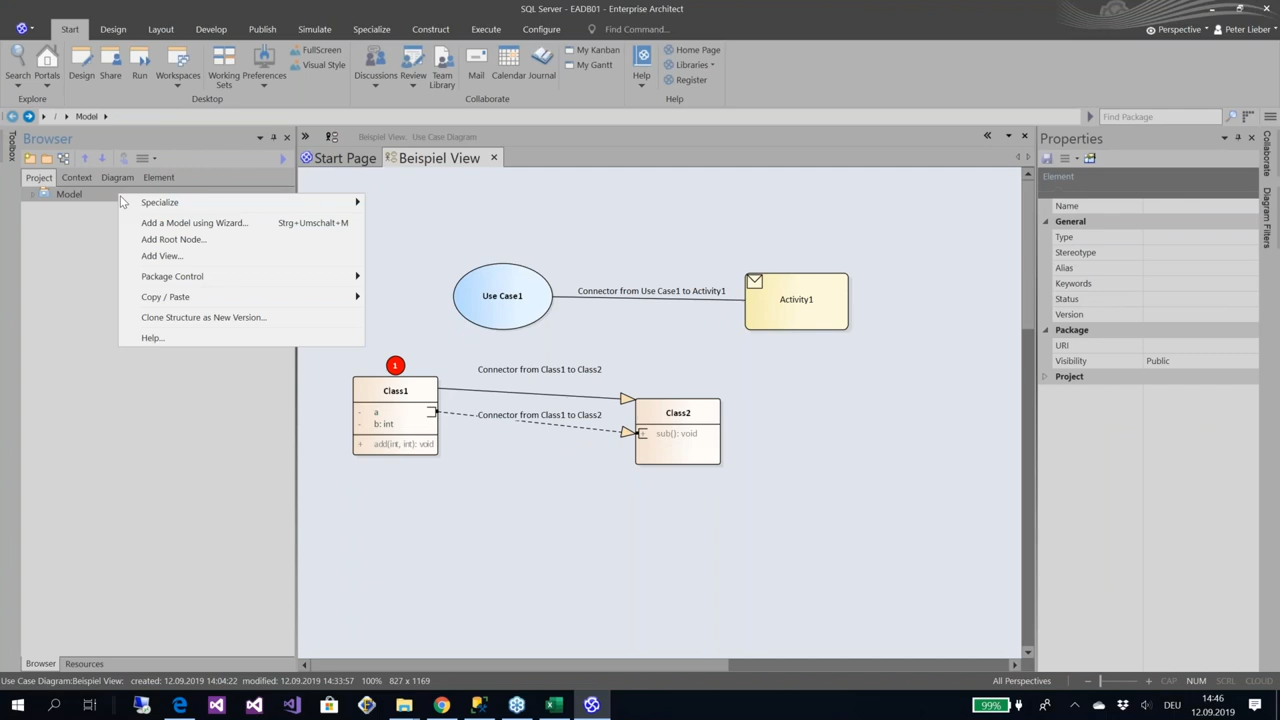 SQL Server - EADB01 - Enterprise Architect
Start Design Layout Develop Publish Simulate Specialize Construct Execute Configure Find Command...
Perspective Peter Lieber
Search Portals
Explore
Design Share Run Workspaces
Working Sets
Preferences
FullScreen
Visual Style
Desktop
Discussions Review
Team Library
Mail Calendar Journal
My Kanban
My Gantt
Collaborate
Help
Home Page
Libraries
Register
Help
/ Model
Find Package
Toolbox
Browser
Project Context Diagram Element
Model
Specialize
Add a Model using Wizard... Strg+Umschalt+M
Add Root Node...
Add View...
Package Control
Copy / Paste
Clone Structure as New Version...
Help...
Beispiel View. Use Case Diagram
Start Page Beispiel View
Use Case1
Connector from Use Case1 to Activity1
Activity1
1
Connector from Class1 to Class2
Class1
- a
- b: int
+ add(int, int): void
Connector from Class1 to Class2
Class2
+ sub(): void
Properties
Element
Name
General
Type
Stereotype
Alias
Keywords
Status
Version
Package
URI
Visibility Public
Project
Collaborate
Diagram Filters
Browser Resources
Use Case Diagram:Beispiel View: created: 12.09.2019 14:04:22 modified: 12.09.2019 14:33:57 100% 827 x 1169
All Perspectives CAP NUM SCRL CLOUD
99%
DEU
14:46
12.09.2019